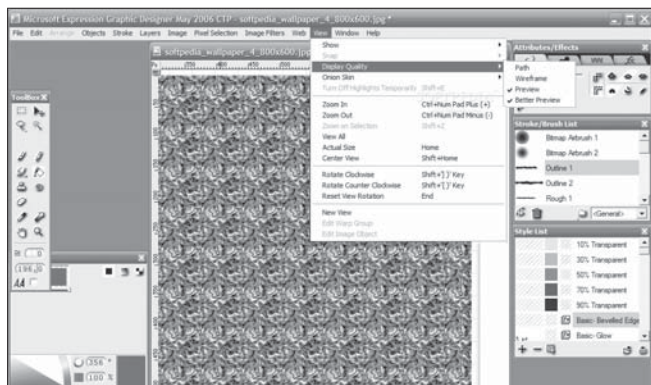 Microsoft Expression Graphic Designer May 2006 CTP - softpedia_wallpaper_4_800x600.jpg *
File Edit Arrange Objects Stroke Layers Image Pixel Selection Image Filters Web View Window Help
softpedia_wallpaper_4_800x600.jpg
Show
Snap
Display Quality
Onion Skin
Turn Off Highlights Temporarily Shift+E
Zoom In Ctrl+Num Pad Plus (+)
Zoom Out Ctrl+Num Pad Minus (-)
Zoom on Selection Shift+Z
View All
Actual Size Home
Center View Shift+Home
Rotate Clockwise Shift+']' Key
Rotate Counter Clockwise Shift+'[' Key
Reset View Rotation End
New View
Edit Warp Group
Edit Image Object
Path
Wireframe
Preview
Better Preview
Toolbox
196.0
356 °
100 %
Attributes/Effects
Stroke/Brush List
Bitmap Airbrush 1
Bitmap Airbrush 2
Outline 1
Outline 2
Rough 1
<General>
Style List
10% Transparent
30% Transparent
50% Transparent
70% Transparent
90% Transparent
Basic- Bevelled Edge
Basic- Glow